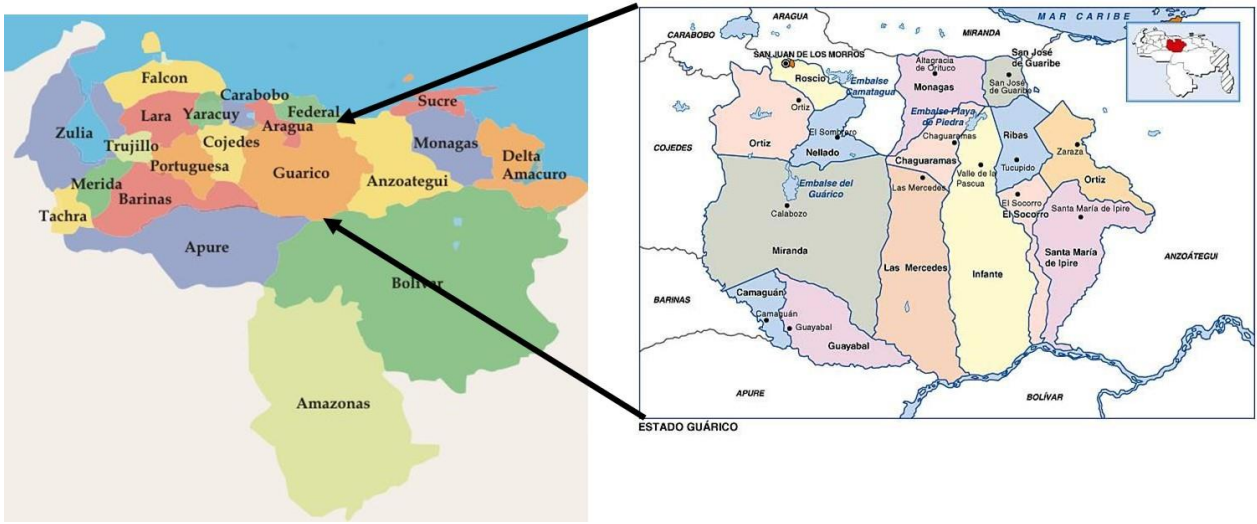 Falcon
Carabobo
Federal
Sucre
Lara
Yaracuy
Aragua
Zulia
Trujillo
Cojedes
Monagas
Portuguesa
Guarico
Delta
Amacuro
Merida
Barinas
Anzoategui
Tachra
Apure
Bolivar
Amazonas
MAR CARIBE
ARAGUA
CARABOBO
MIRANDA
SAN JUAN DE LOS MORROS
San José
de Guaribe
Altagracia
de Orituco
Roscio
Embalse
Camatagua
Monagas
San José
de Guaribe
Ortiz
Embalse Playa
de Piedra
El Sombrero
Chaguaramas
Ribas
COJEDES
Ortiz
Nellado
Zaraza
Chaguaramas
Valle de la
Pascua
Tucupido
Ortiz
Embalse del
Guárico
Las Mercedes
El Socorro
El Socorro
Santa María de Ipire
Calabozo
Miranda
Santa María
de Ipire
ANZOÁTEGUI
Las Mercedes
Infante
BARINAS
Camaguán
Camaguán
Guayabal
Guayabal
APURE
BOLÍVAR
ESTADO GUÁRICO